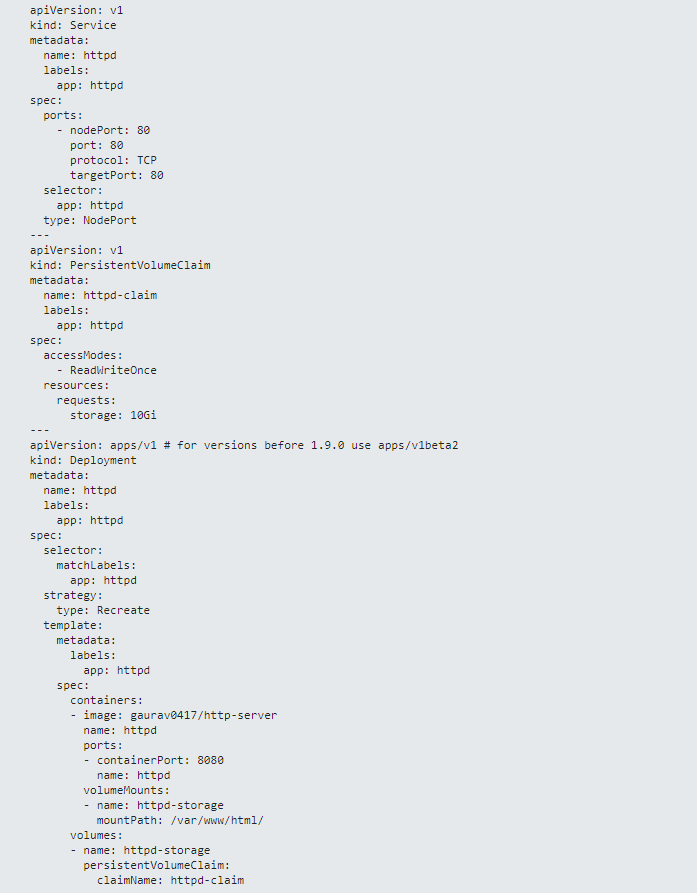 apiVersion: v1
kind: Service
metadata:
  name: httpd
  labels:
    app: httpd
spec:
  ports:
    - nodePort: 80
      port: 80
      protocol: TCP
      targetPort: 80
  selector:
    app: httpd
  type: NodePort
---
apiVersion: v1
kind: PersistentVolumeClaim
metadata:
  name: httpd-claim
  labels:
    app: httpd
spec:
  accessModes:
    - ReadWriteOnce
  resources:
    requests:
      storage: 10Gi
---
apiVersion: apps/v1 # for versions before 1.9.0 use apps/v1beta2
kind: Deployment
metadata:
  name: httpd
  labels:
    app: httpd
spec:
  selector:
    matchLabels:
      app: httpd
  strategy:
    type: Recreate
  template:
    metadata:
      labels:
        app: httpd
    spec:
      containers:
      - image: gaurav0417/http-server
        name: httpd
        ports:
        - containerPort: 8080
          name: httpd
        volumeMounts:
        - name: httpd-storage
          mountPath: /var/www/html/
      volumes:
      - name: httpd-storage
        persistentVolumeClaim:
          claimName: httpd-claim